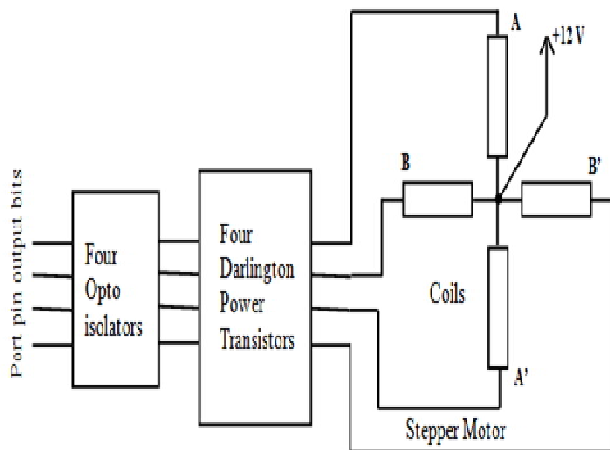 A
+12 V
B
B'
Port pin output bits
Four
Opto
isolators
Four
Darlington
Power
Transistors
Coils
A'
Stepper Motor